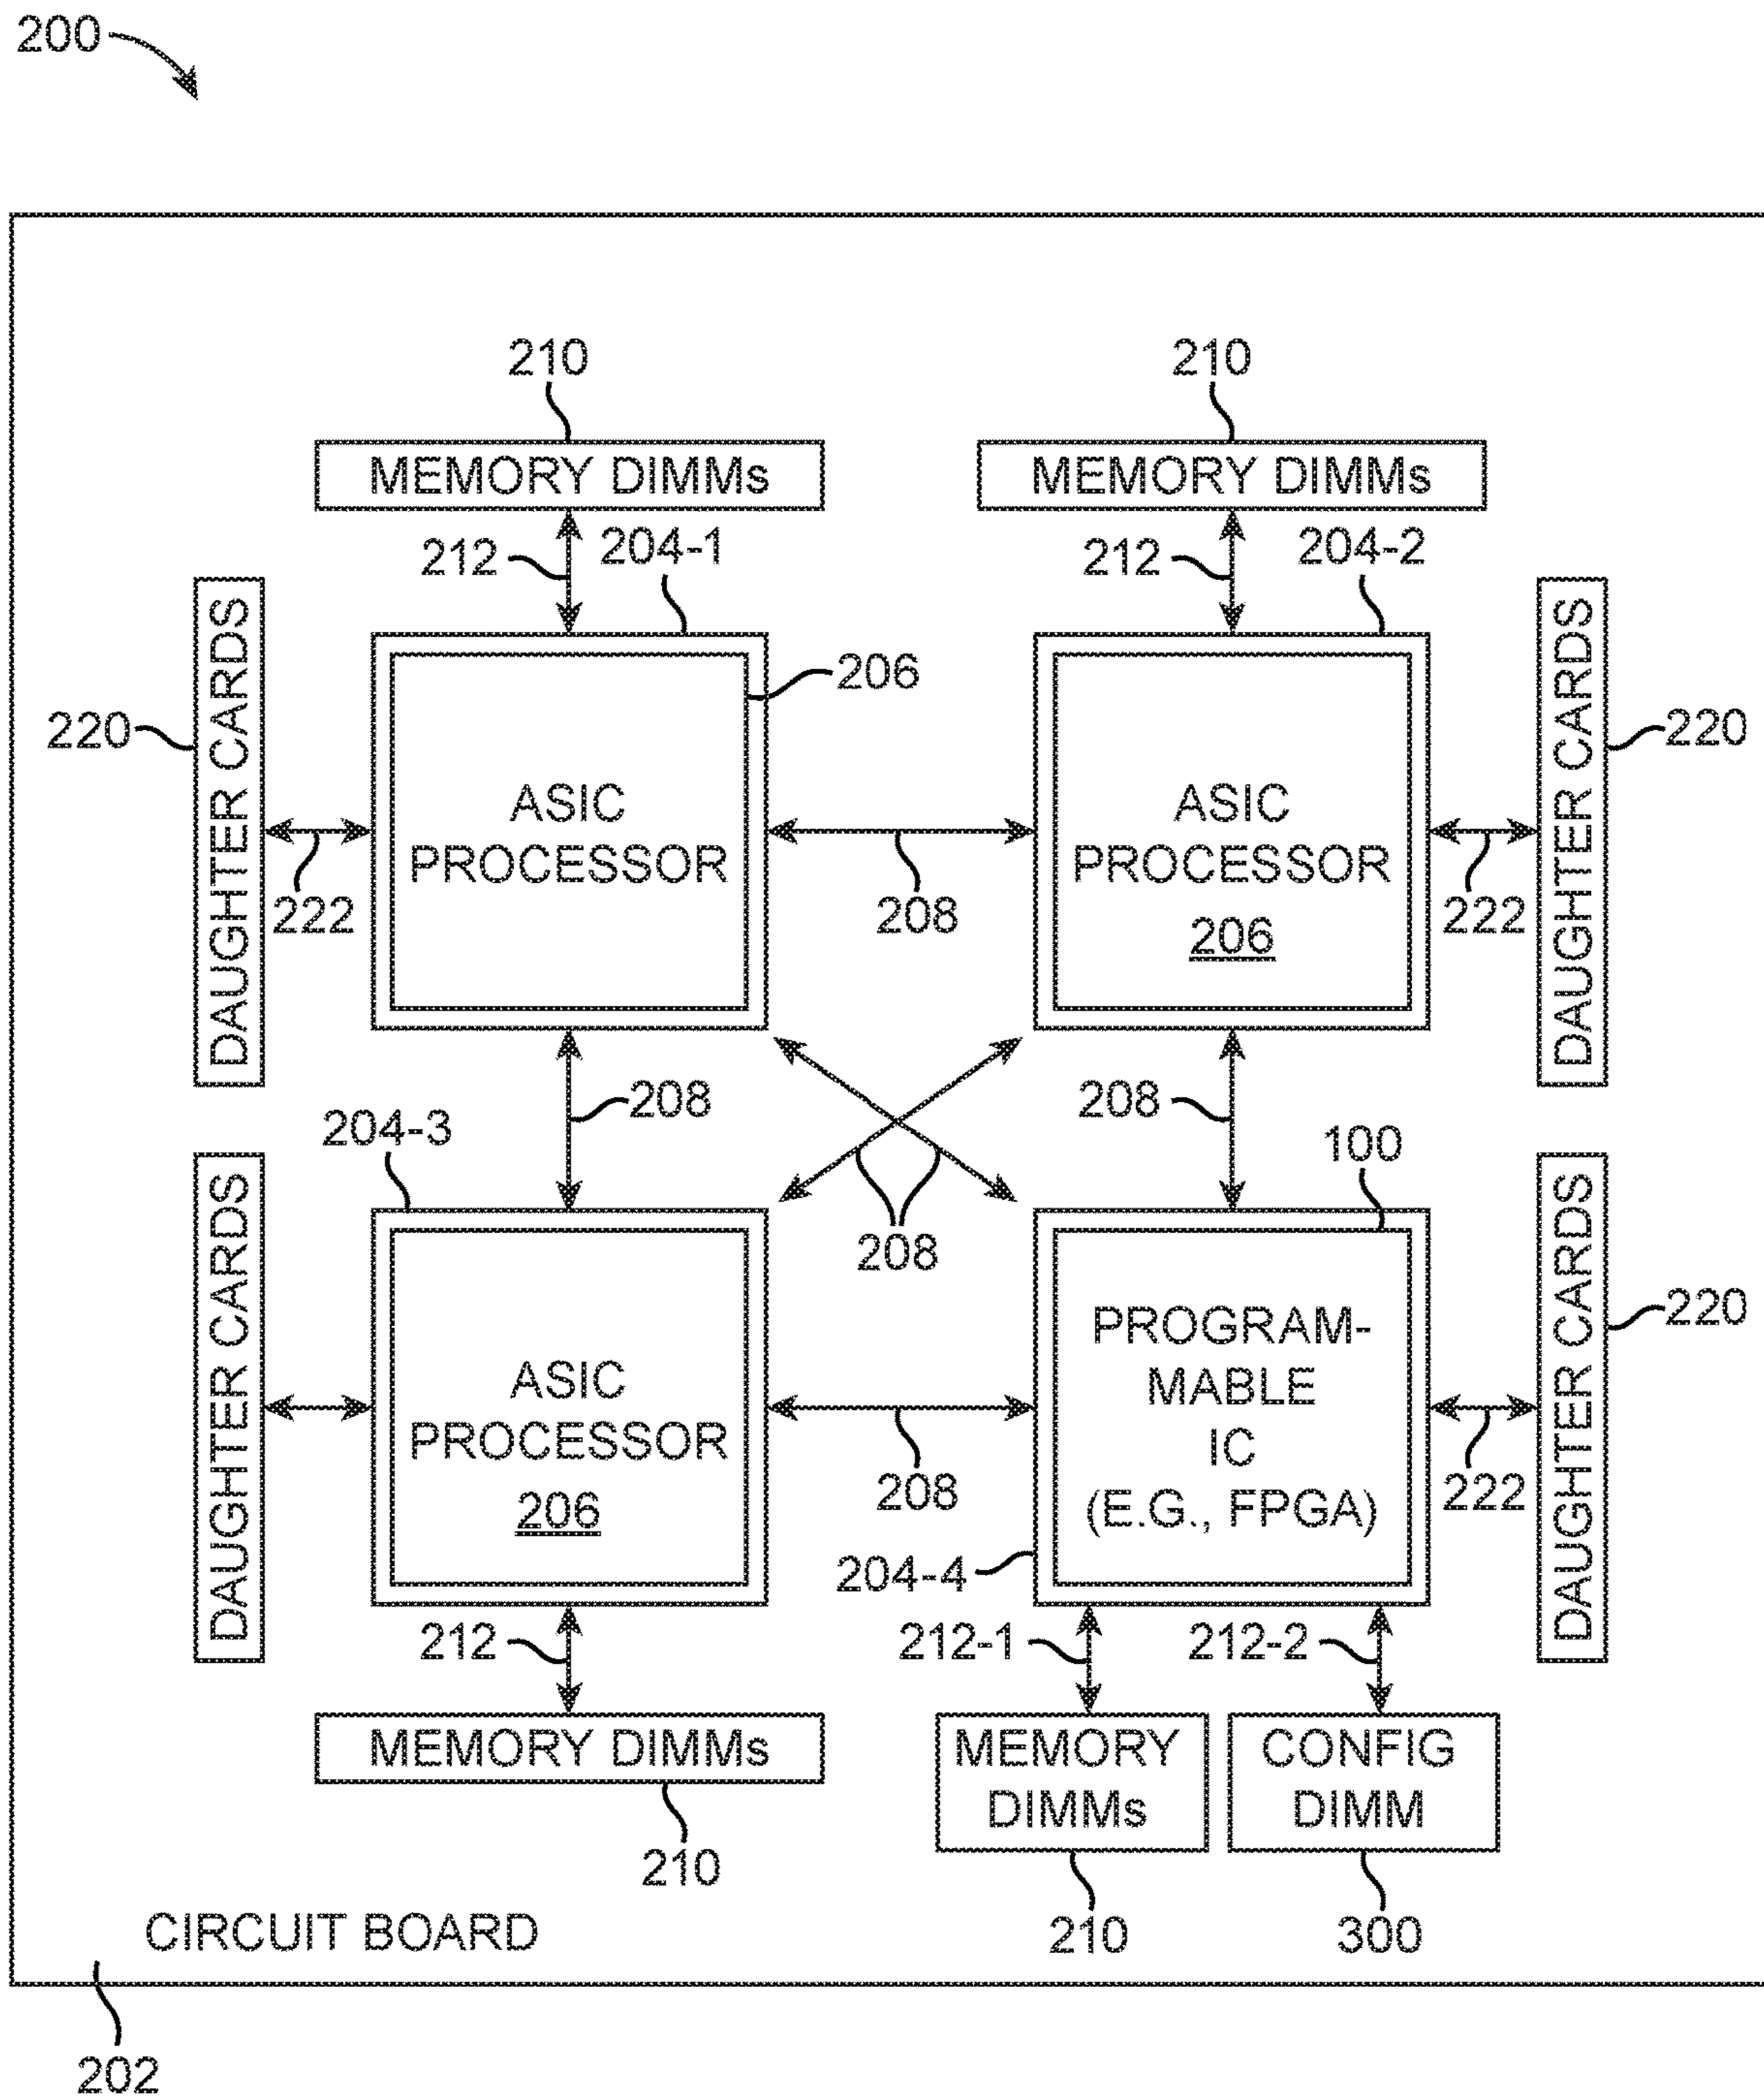 200
210
210
MEMORY DIMMs
MEMORY DIMMs
212
204-1
212
204-2
DAUGHTER CARDS
DAUGHTER CARDS
206
220
220
ASIC
PROCESSOR
ASIC
PROCESSOR
206
222
208
222
208
208
204-3
100
208
DAUGHTER CARDS
DAUGHTER CARDS
220
ASIC
PROCESSOR
206
PROGRAM-
MABLE
IC
(E.G., FPGA)
208
222
204-4
212
212-1
212-2
MEMORY DIMMs
MEMORY
DIMMs
CONFIG
DIMM
210
210
300
CIRCUIT BOARD
202